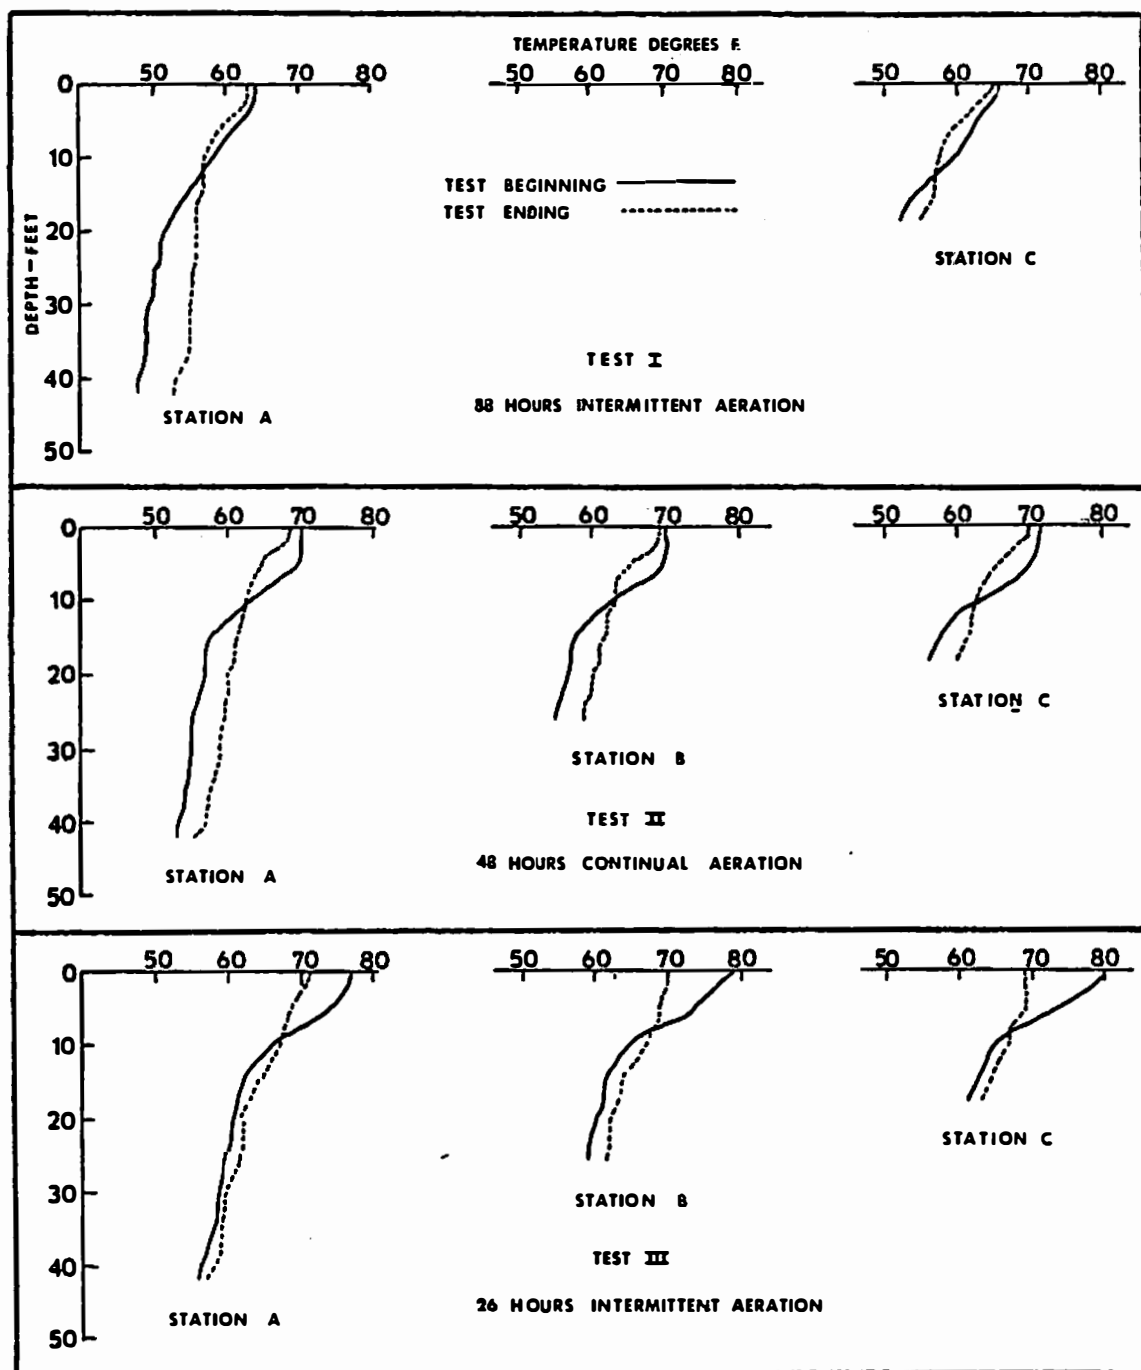 TEMPERATURE DEGREES F.
50 60 70 80 50 60 70 80 50 60 70 80
0
10
20
30
40
50
DEPTH-FEET
TEST BEGINNING
TEST ENDING
STATION C
TEST I
STATION A
88 HOURS INTERMITTENT AERATION
50 60 70 80 50 60 70 80 50 60 70 80
0
10
20
30
40
50
STATION C
STATION B
TEST II
48 HOURS CONTINUAL AERATION
STATION A
50 60 70 80 50 60 70 80 50 60 70 80
0
10
20
30
40
50
STATION C
STATION B
TEST III
26 HOURS INTERMITTENT AERATION
STATION A